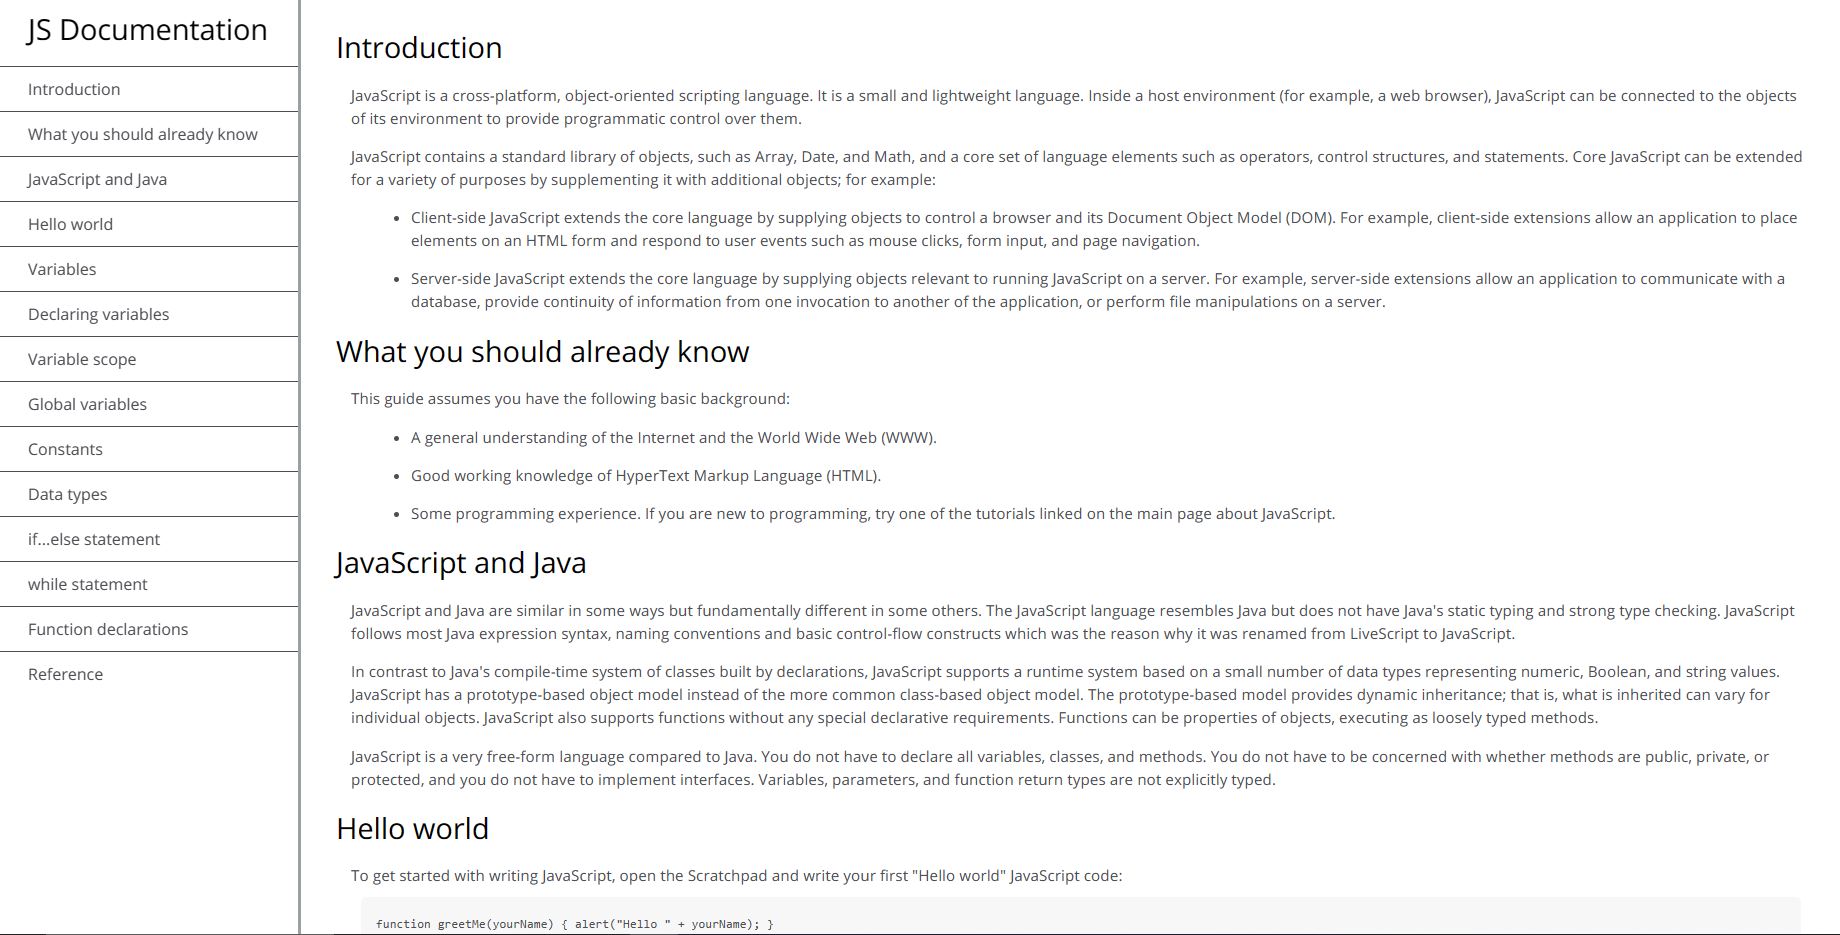 JS Documentation
Introduction
What you should already know
JavaScript and Java
Hello world
Variables
Declaring variables
Variable scope
Global variables
Constants
Data types
if...else statement
while statement
Function declarations
Reference
Introduction
JavaScript is a cross-platform, object-oriented scripting language. It is a small and lightweight language. Inside a host environment (for example, a web browser), JavaScript can be connected to the objects
of its environment to provide programmatic control over them.
JavaScript contains a standard library of objects, such as Array, Date, and Math, and a core set of language elements such as operators, control structures, and statements. Core JavaScript can be extended
for a variety of purposes by supplementing it with additional objects; for example:
• Client-side JavaScript extends the core language by supplying objects to control a browser and its Document Object Model (DOM). For example, client-side extensions allow an application to place
elements on an HTML form and respond to user events such as mouse clicks, form input, and page navigation.
• Server-side JavaScript extends the core language by supplying objects relevant to running JavaScript on a server. For example, server-side extensions allow an application to communicate with a
database, provide continuity of information from one invocation to another of the application, or perform file manipulations on a server.
What you should already know
This guide assumes you have the following basic background:
• A general understanding of the Internet and the World Wide Web (WWW).
• Good working knowledge of HyperText Markup Language (HTML).
• Some programming experience. If you are new to programming, try one of the tutorials linked on the main page about JavaScript.
JavaScript and Java
JavaScript and Java are similar in some ways but fundamentally different in some others. The JavaScript language resembles Java but does not have Java's static typing and strong type checking. JavaScript
follows most Java expression syntax, naming conventions and basic control-flow constructs which was the reason why it was renamed from LiveScript to JavaScript.
In contrast to Java's compile-time system of classes built by declarations, JavaScript supports a runtime system based on a small number of data types representing numeric, Boolean, and string values.
JavaScript has a prototype-based object model instead of the more common class-based object model. The prototype-based model provides dynamic inheritance; that is, what is inherited can vary for
individual objects. JavaScript also supports functions without any special declarative requirements. Functions can be properties of objects, executing as loosely typed methods.
JavaScript is a very free-form language compared to Java. You do not have to declare all variables, classes, and methods. You do not have to be concerned with whether methods are public, private, or
protected, and you do not have to implement interfaces. Variables, parameters, and function return types are not explicitly typed.
Hello world
To get started with writing JavaScript, open the Scratchpad and write your first "Hello world" JavaScript code:
function greetMe(yourName) { alert("Hello " + yourName); }